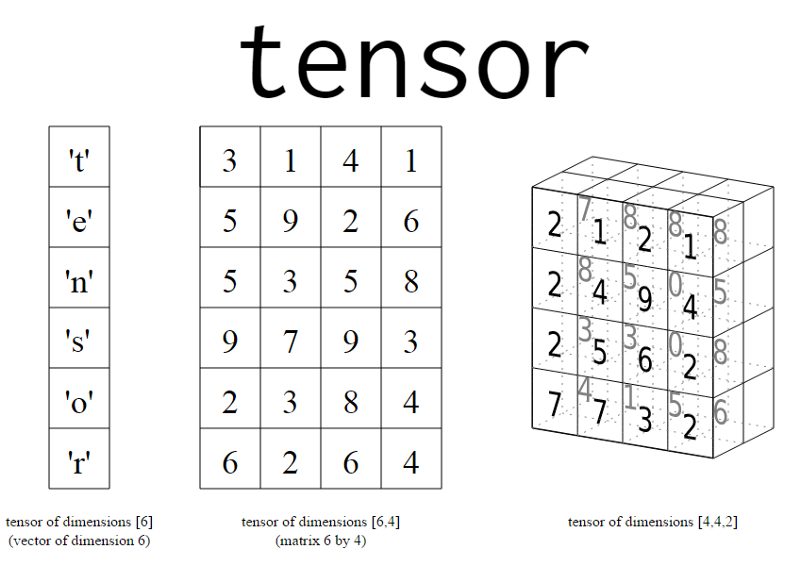 tensor
't'
'e'
'n'
's'
'o'
'r'
3 1 4 1
5 9 2 6
5 3 5 8
9 7 9 3
2 3 8 4
6 2 6 4
2 7 1 8 2 8 1 8
2 8 4 5 9 0 4 5
2 3 5 3 6 0 2 8
7 4 7 1 3 5 2 6
tensor of dimensions [6]
(vector of dimension 6)
tensor of dimensions [6,4]
(matrix 6 by 4)
tensor of dimensions [4,4,2]